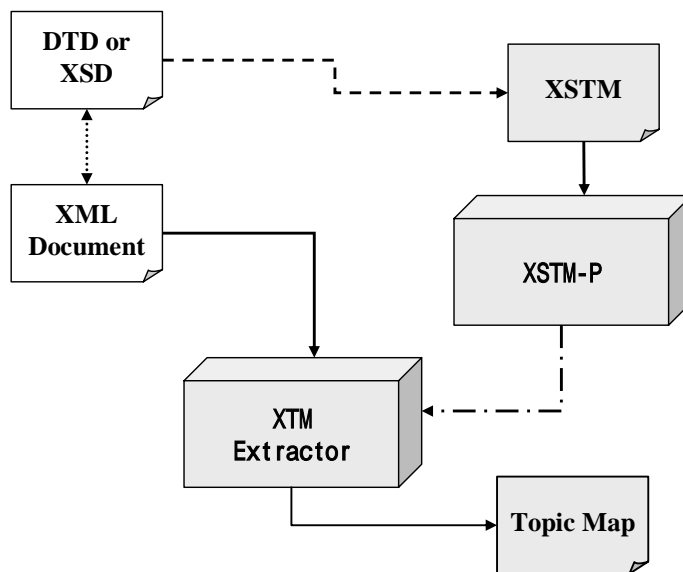 DTD or
XSD
XSTM
XML
Document
XSTM-P
XTM
Extractor
Topic Map